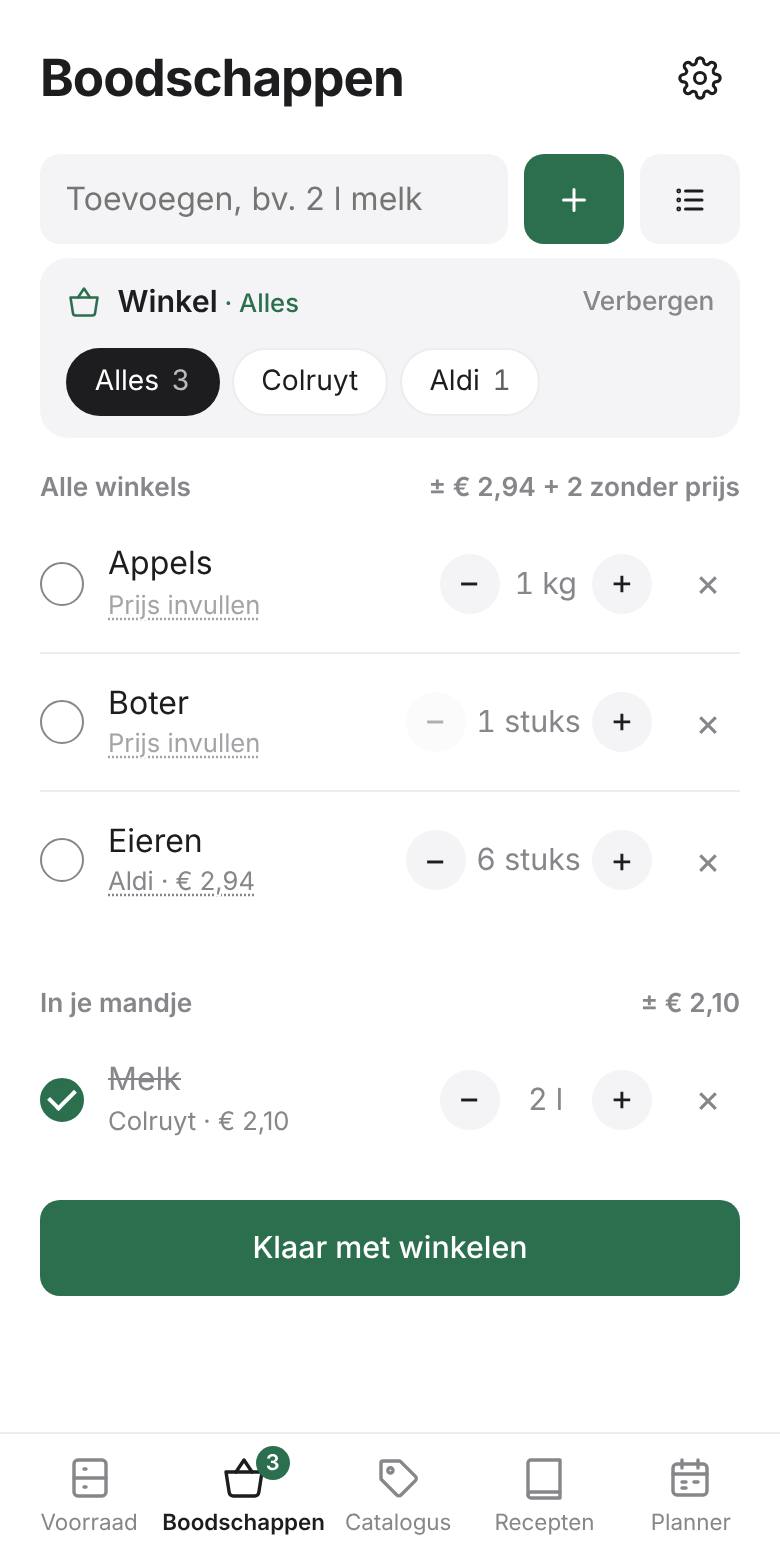 Boodschappen
Toevoegen, bv. 2 l melk
+
Winkel · Alles
Verbergen
Alles 3
Colruyt
Aldi 1
Alle winkels
± € 2,94 + 2 zonder prijs
Appels
Prijs invullen
− 1 kg + ×
Boter
Prijs invullen
− 1 stuks + ×
Eieren
Aldi · € 2,94
− 6 stuks + ×
In je mandje
± € 2,10
Melk
Colruyt · € 2,10
− 2 l + ×
Klaar met winkelen
3
Voorraad
Boodschappen
Catalogus
Recepten
Planner